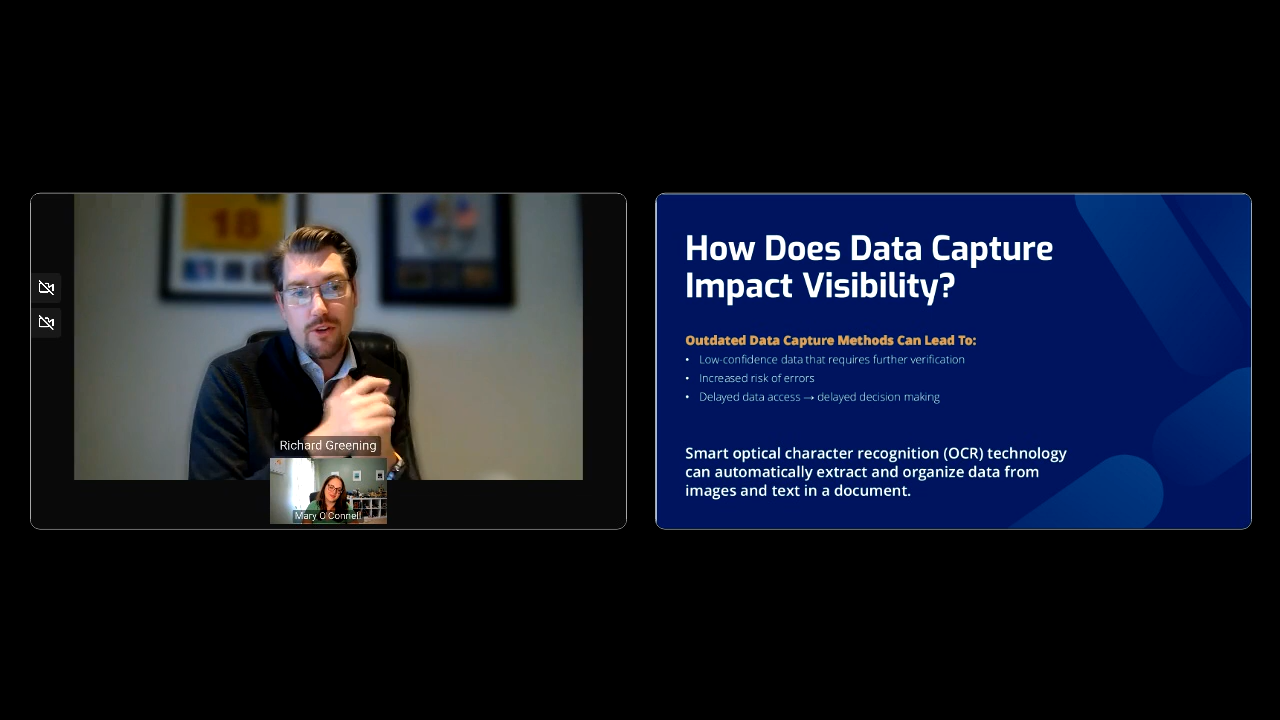 18
Richard Greening
Mary O'Connell
How Does Data Capture
Impact Visibility?
Outdated Data Capture Methods Can Lead To:
• Low-confidence data that requires further verification
• Increased risk of errors
• Delayed data access → delayed decision making
Smart optical character recognition (OCR) technology
can automatically extract and organize data from
images and text in a document.